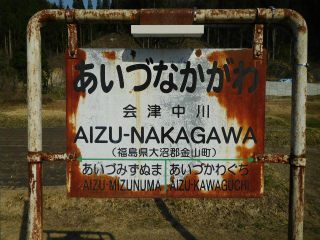 あいづなかがわ
会津中川
AIZU-NAKAGAWA
（福島県大沼郡金山町）
あいづみずぬま あいづかわぐち
AIZU-MIZUNUMA AIZU-KAWAGUCHI